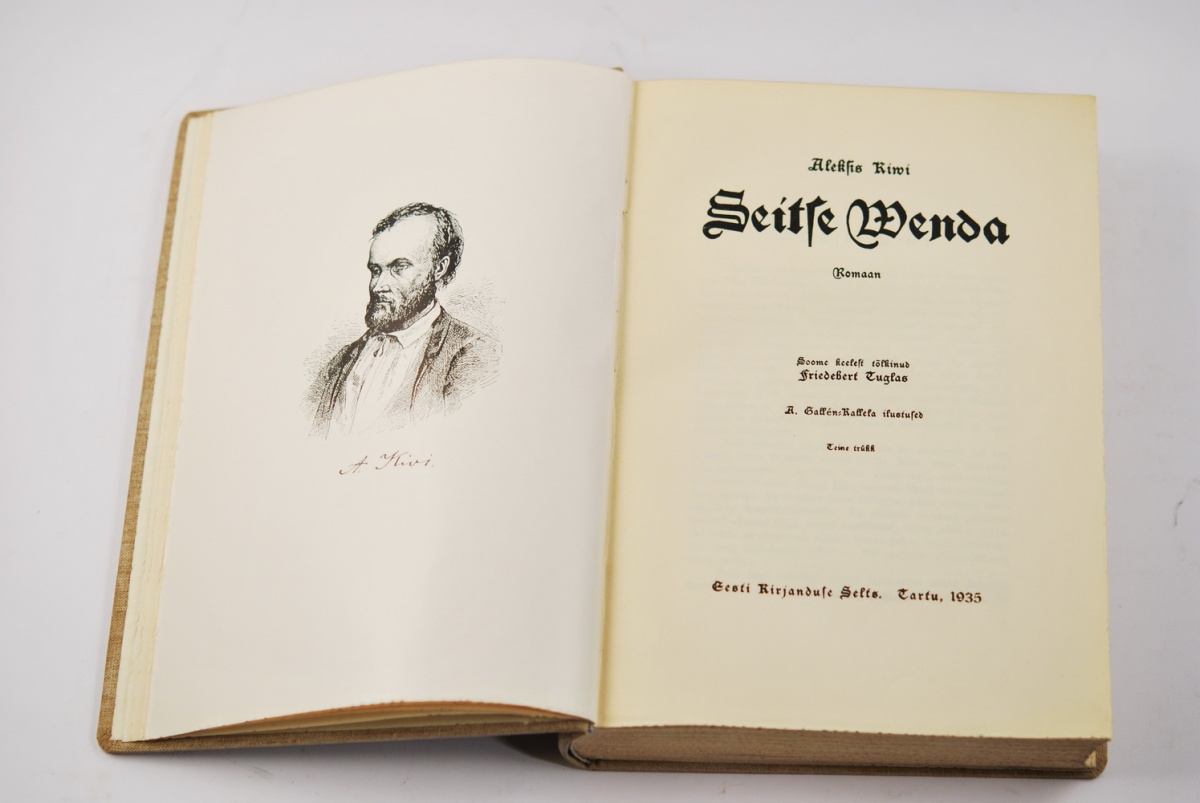 A. Kivi.
Aleksis Kiwi
Seitse Wenda
Romaan
Soome keelest tõlkinud
Friedebert Tuglas
A. Gallén-Kallela ilustused
Teine trükk
Eesti Kirjanduse Selts. Tartu, 1935